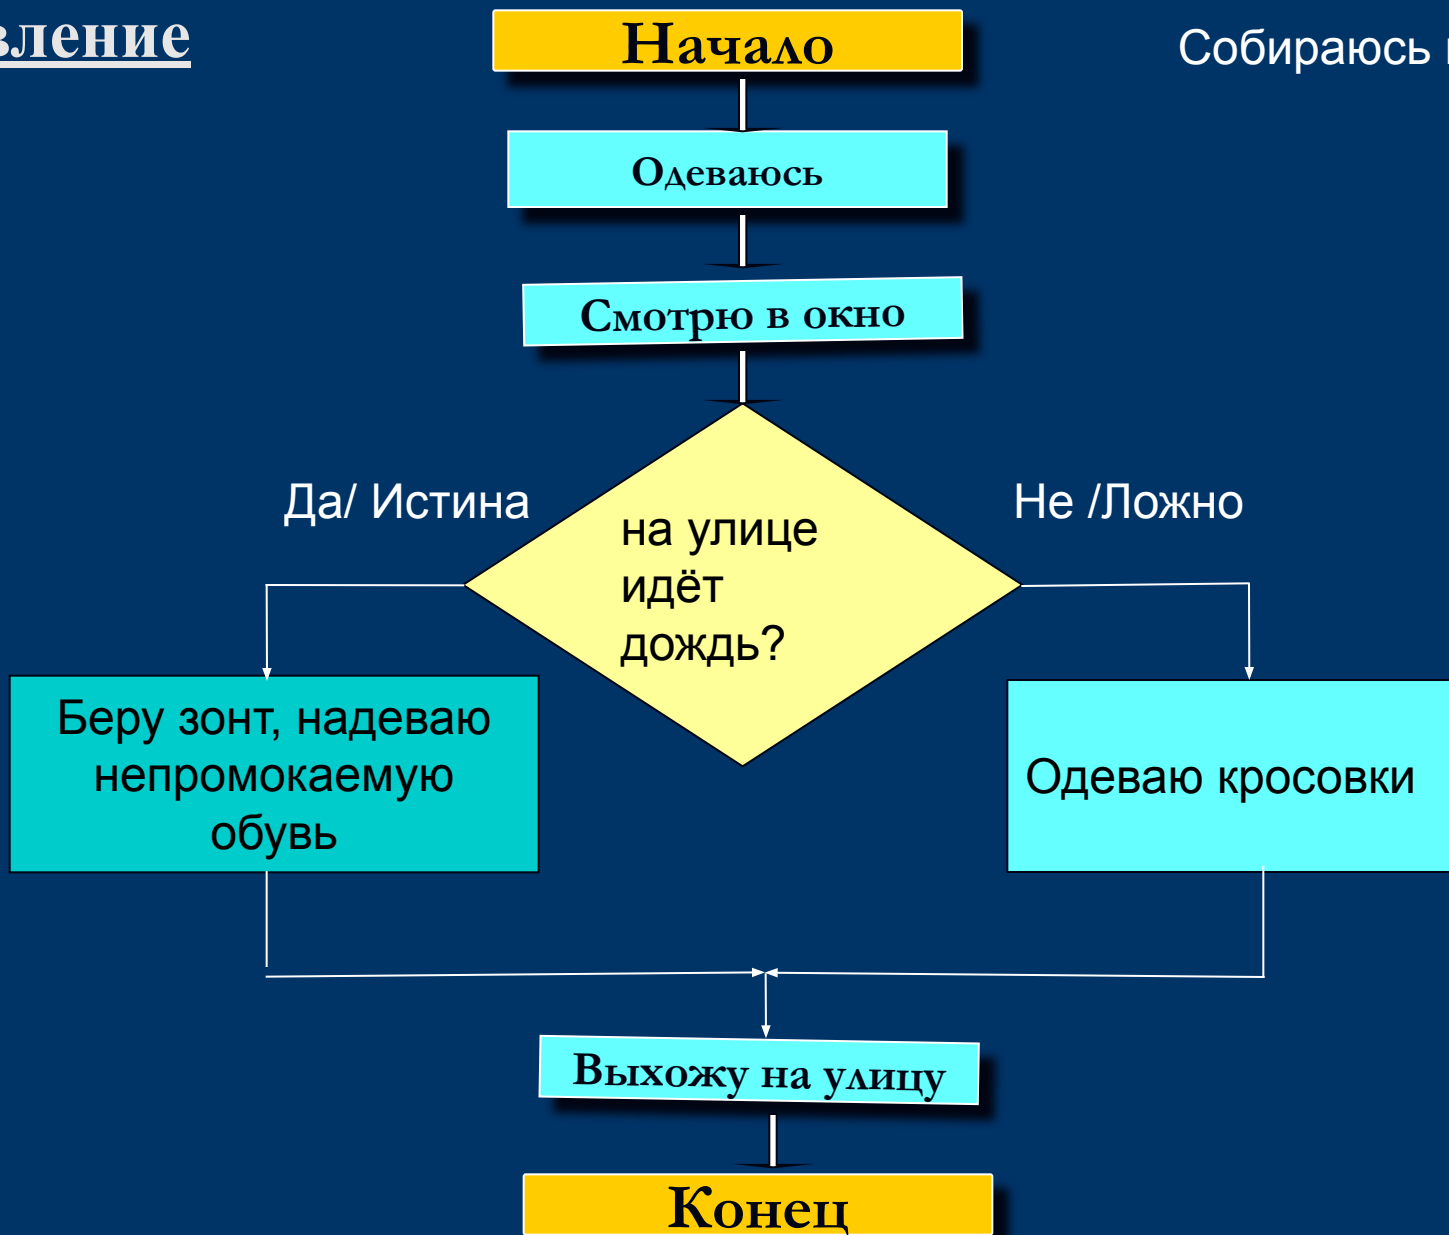 вление
Начало
Собираюсь
Одеваюсь
Смотрю в окно
Да/ Истина
Не /Ложно
на улице
идёт
дождь?
Беру зонт, надеваю
непромокаемую
обувь
Одеваю кросовки
Выхожу на улицу
Конец